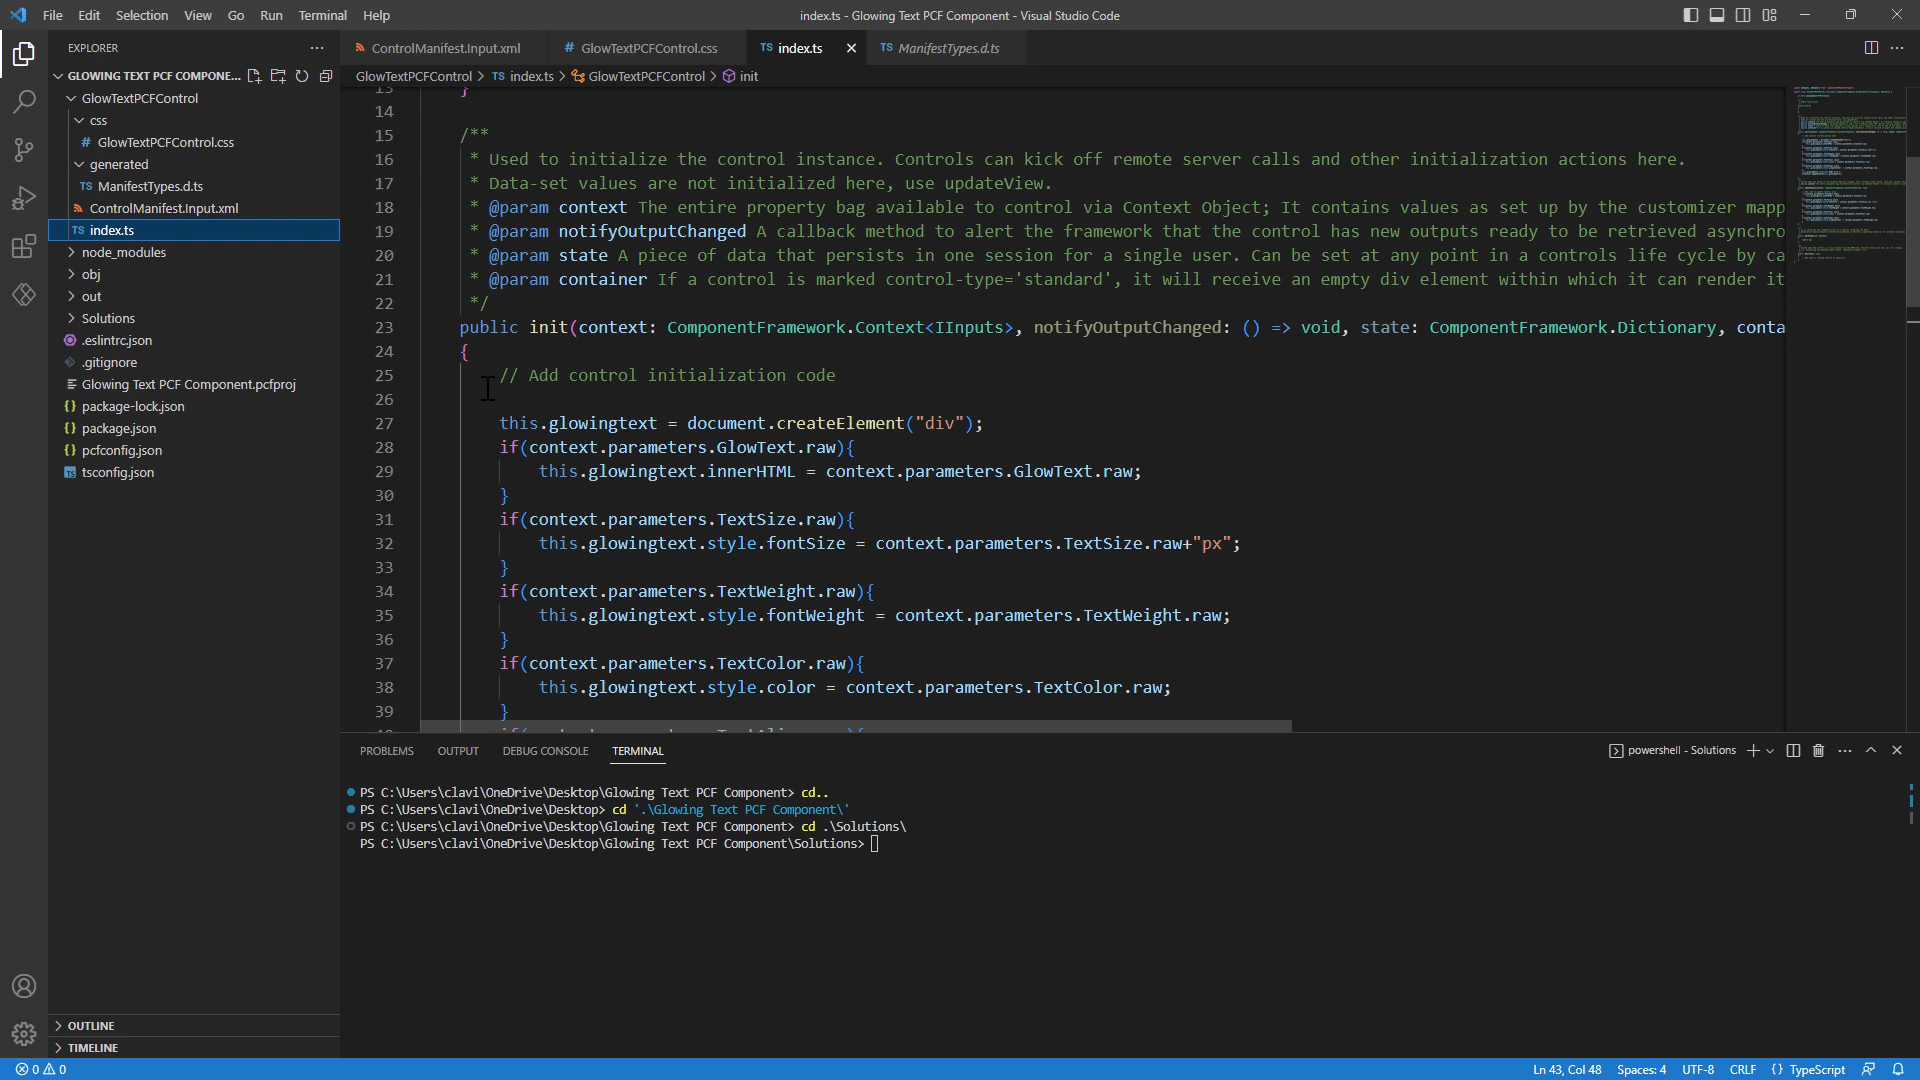 File Edit Selection View Go Run Terminal Help
index.ts - Glowing Text PCF Component - Visual Studio Code
EXPLORER
GLOWING TEXT PCF COMPONE...
GlowTextPCFControl
css
# GlowTextPCFControl.css
generated
TS ManifestTypes.d.ts
ControlManifest.Input.xml
TS index.ts
node_modules
obj
out
Solutions
.eslintrc.json
.gitignore
Glowing Text PCF Component.pcfproj
{} package-lock.json
{} package.json
{} pcfconfig.json
tsconfig.json
OUTLINE
TIMELINE
ControlManifest.Input.xml # GlowTextPCFControl.css TS index.ts TS ManifestTypes.d.ts
GlowTextPCFControl > TS index.ts > GlowTextPCFControl > init
13 }
14
15 /**
16 * Used to initialize the control instance. Controls can kick off remote server calls and other initialization actions here.
17 * Data-set values are not initialized here, use updateView.
18 * @param context The entire property bag available to control via Context Object; It contains values as set up by the customizer mapp
19 * @param notifyOutputChanged A callback method to alert the framework that the control has new outputs ready to be retrieved asynchro
20 * @param state A piece of data that persists in one session for a single user. Can be set at any point in a controls life cycle by ca
21 * @param container If a control is marked control-type='standard', it will receive an empty div element within which it can render it
22 */
23 public init(context: ComponentFramework.Context<IInputs>, notifyOutputChanged: () => void, state: ComponentFramework.Dictionary, conta
24 {
25 // Add control initialization code
26
27 this.glowingtext = document.createElement("div");
28 if(context.parameters.GlowText.raw){
29 this.glowingtext.innerHTML = context.parameters.GlowText.raw;
30 }
31 if(context.parameters.TextSize.raw){
32 this.glowingtext.style.fontSize = context.parameters.TextSize.raw+"px";
33 }
34 if(context.parameters.TextWeight.raw){
35 this.glowingtext.style.fontWeight = context.parameters.TextWeight.raw;
36 }
37 if(context.parameters.TextColor.raw){
38 this.glowingtext.style.color = context.parameters.TextColor.raw;
39 }
PROBLEMS OUTPUT DEBUG CONSOLE TERMINAL
powershell - Solutions
PS C:\Users\clavi\OneDrive\Desktop\Glowing Text PCF Component> cd..
PS C:\Users\clavi\OneDrive\Desktop> cd '.\Glowing Text PCF Component\'
PS C:\Users\clavi\OneDrive\Desktop\Glowing Text PCF Component> cd .\Solutions\
PS C:\Users\clavi\OneDrive\Desktop\Glowing Text PCF Component\Solutions>
0 0
Ln 43, Col 48 Spaces: 4 UTF-8 CRLF {} TypeScript